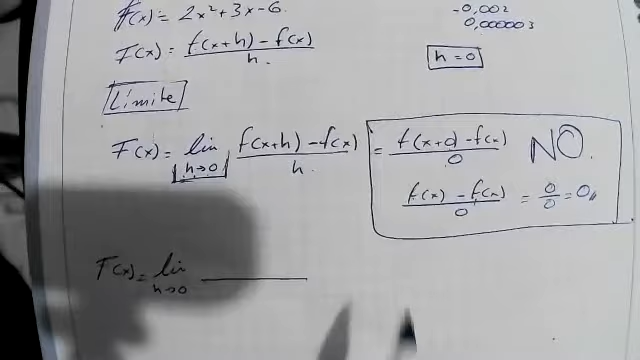 f(x) = 2x² + 3x - 6.
-0,002
0,000003
F(x) = f(x+h) - f(x) / h.
h = 0
Límite
F(x) = lim h→0 f(x+h) - f(x) / h. = f(x+0) - f(x) / 0 NO.
f(x) - f(x) / 0 = 0/0 = 0,,
F(x) = lim h→0